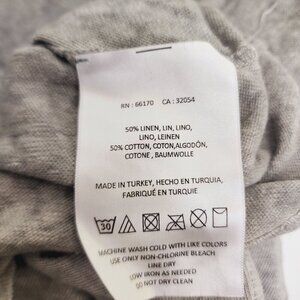 RN : 66170 CA : 32054
50% LINEN, LIN, LINO,
LINO, LEINEN
50% COTTON, COTON,ALGODÓN,
COTONE , BAUMWOLLE
MADE IN TURKEY, HECHO EN TURQUIA,
FABRIQUÉ EN TURQUIE
30
MACHINE WASH COLD WITH LIKE COLORS
USE ONLY NON-CHLORINE BLEACH
LINE DRY
LOW IRON AS NEEDED
DO NOT DRY CLEAN